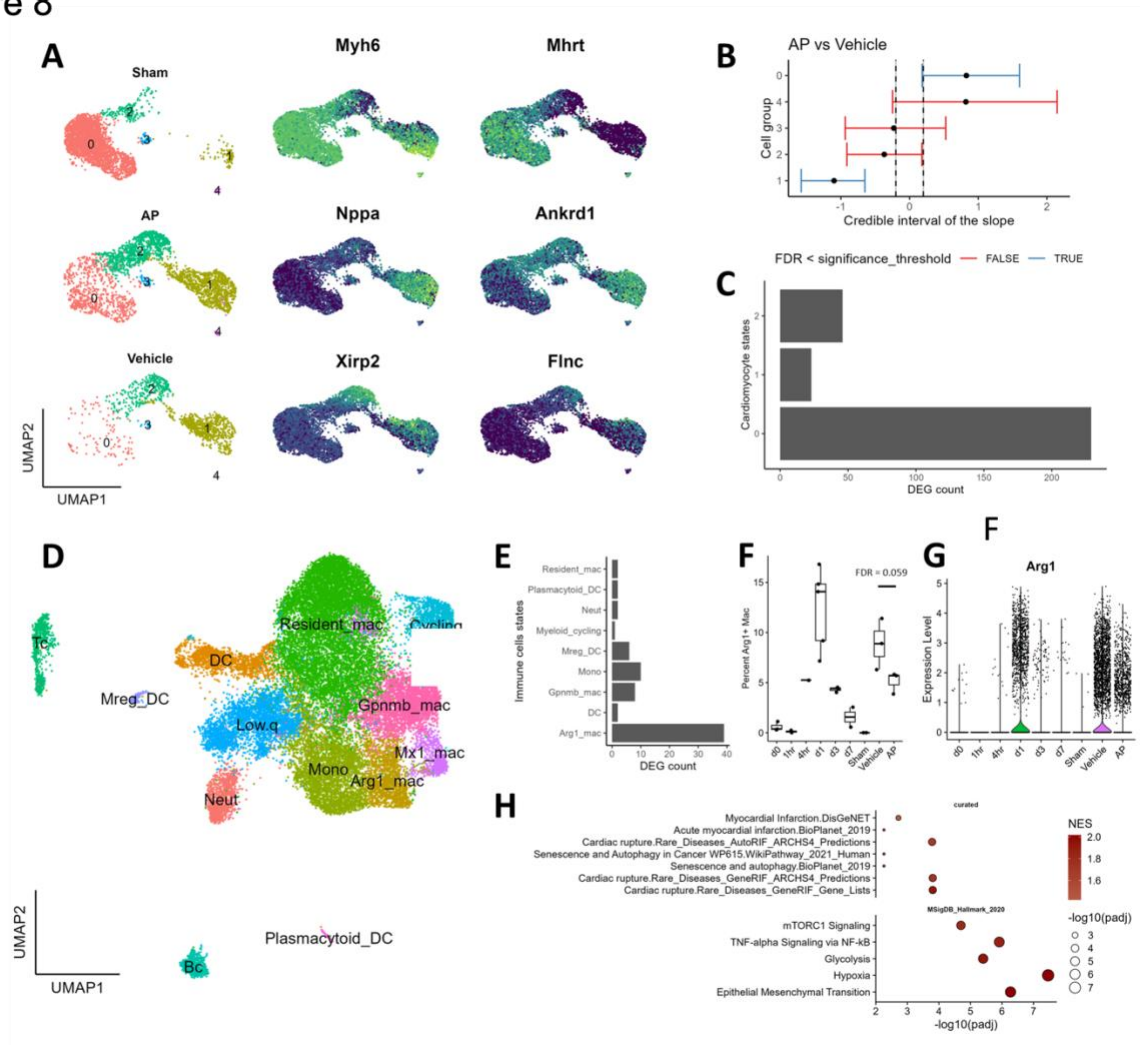 e 8
A
Myh6
Mhrt
Sham
0
2
3
1
4
AP
Nppa
Ankrd1
0
2
3
1
4
Vehicle
Xirp2
Flnc
0
2
3
1
4
UMAP2
UMAP1
B
AP vs Vehicle
Cell group
0
4
3
2
1
-1 0 1 2
Credible interval of the slope
FDR < significance_threshold FALSE TRUE
C
Cardiomyocyte states
2
1
0
0 50 100 150 200
DEG count
D
Tc
Resident_mac
Cycling
DC
Mreg_DC
Gpnmb_mac
Low.q
Mx1_mac
Mono
Arg1_mac
Neut
Plasmacytoid_DC
Bc
UMAP2
UMAP1
E
Immune cells states
Resident_mac
Plasmacytoid_DC
Neut
Myeloid_cycling
Mreg_DC
Mono
Gpnmb_mac
DC
Arg1_mac
0 10 20 30 40
DEG count
F
FDR = 0.059
Percent Arg1+ Mac
15
10
5
0
d0 1hr 4hr d1 d3 d7 Sham Vehicle AP
F
G
Arg1
Expression Level
5
4
3
2
1
0
d0 1hr 4hr d1 d3 d7 Sham Vehicle AP
H
curated
Myocardial Infarction.DisGeNET
Acute myocardial infarction.BioPlanet_2019
Cardiac rupture.Rare_Diseases_AutoRIF_ARCHS4_Predictions
Senescence and Autophagy in Cancer WP615.WikiPathway_2021_Human
Senescence and autophagy.BioPlanet_2019
Cardiac rupture.Rare_Diseases_GeneRIF_ARCHS4_Predictions
Cardiac rupture.Rare_Diseases_GeneRIF_Gene_Lists
MSigDB_Hallmark_2020
mTORC1 Signaling
TNF-alpha Signaling via NF-kB
Glycolysis
Hypoxia
Epithelial Mesenchymal Transition
2 3 4 5 6 7
-log10(padj)
NES
2.0
1.8
1.6
-log10(padj)
3
4
5
6
7